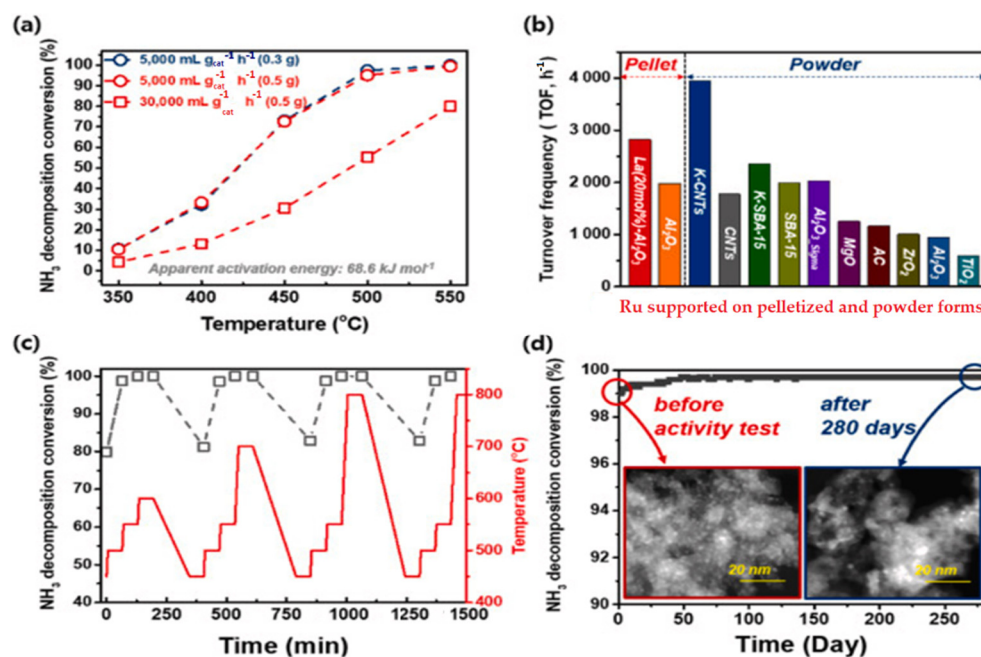 (a)
NH3 decomposition conversion (%)
100
90
80
70
60
50
40
30
20
10
0
5,000 mL gcat-1 h-1 (0.3 g)
5,000 mL gcat-1 h-1 (0.5 g)
30,000 mL gcat-1 h-1 (0.5 g)
Apparent activation energy: 68.6 kJ mol-1
350 400 450 500 550
Temperature (°C)
(b)
Turnover frequency ( TOF, h-1)
4 000
3 000
2 000
1 000
0
Pellet Powder
La(20mol%)-Al2O3
Al2O3
K-CNTs
CNTs
K-SBA-15
SBA-15
Al2O3_Sigma
MgO
AC
ZrO2
Al2O3
TiO2
Ru supported on pelletized and powder forms
(c)
NH3 decomposition conversion (%)
100
90
80
70
60
50
40
800
700
600
500
400
Temperature (°C)
0 250 500 750 1000 1250 1500
Time (min)
(d)
NH3 decomposition conversion (%)
100
98
96
94
92
90
before
activity test
after
280 days
20 nm
20 nm
0 50 100 150 200 250
Time (Day)